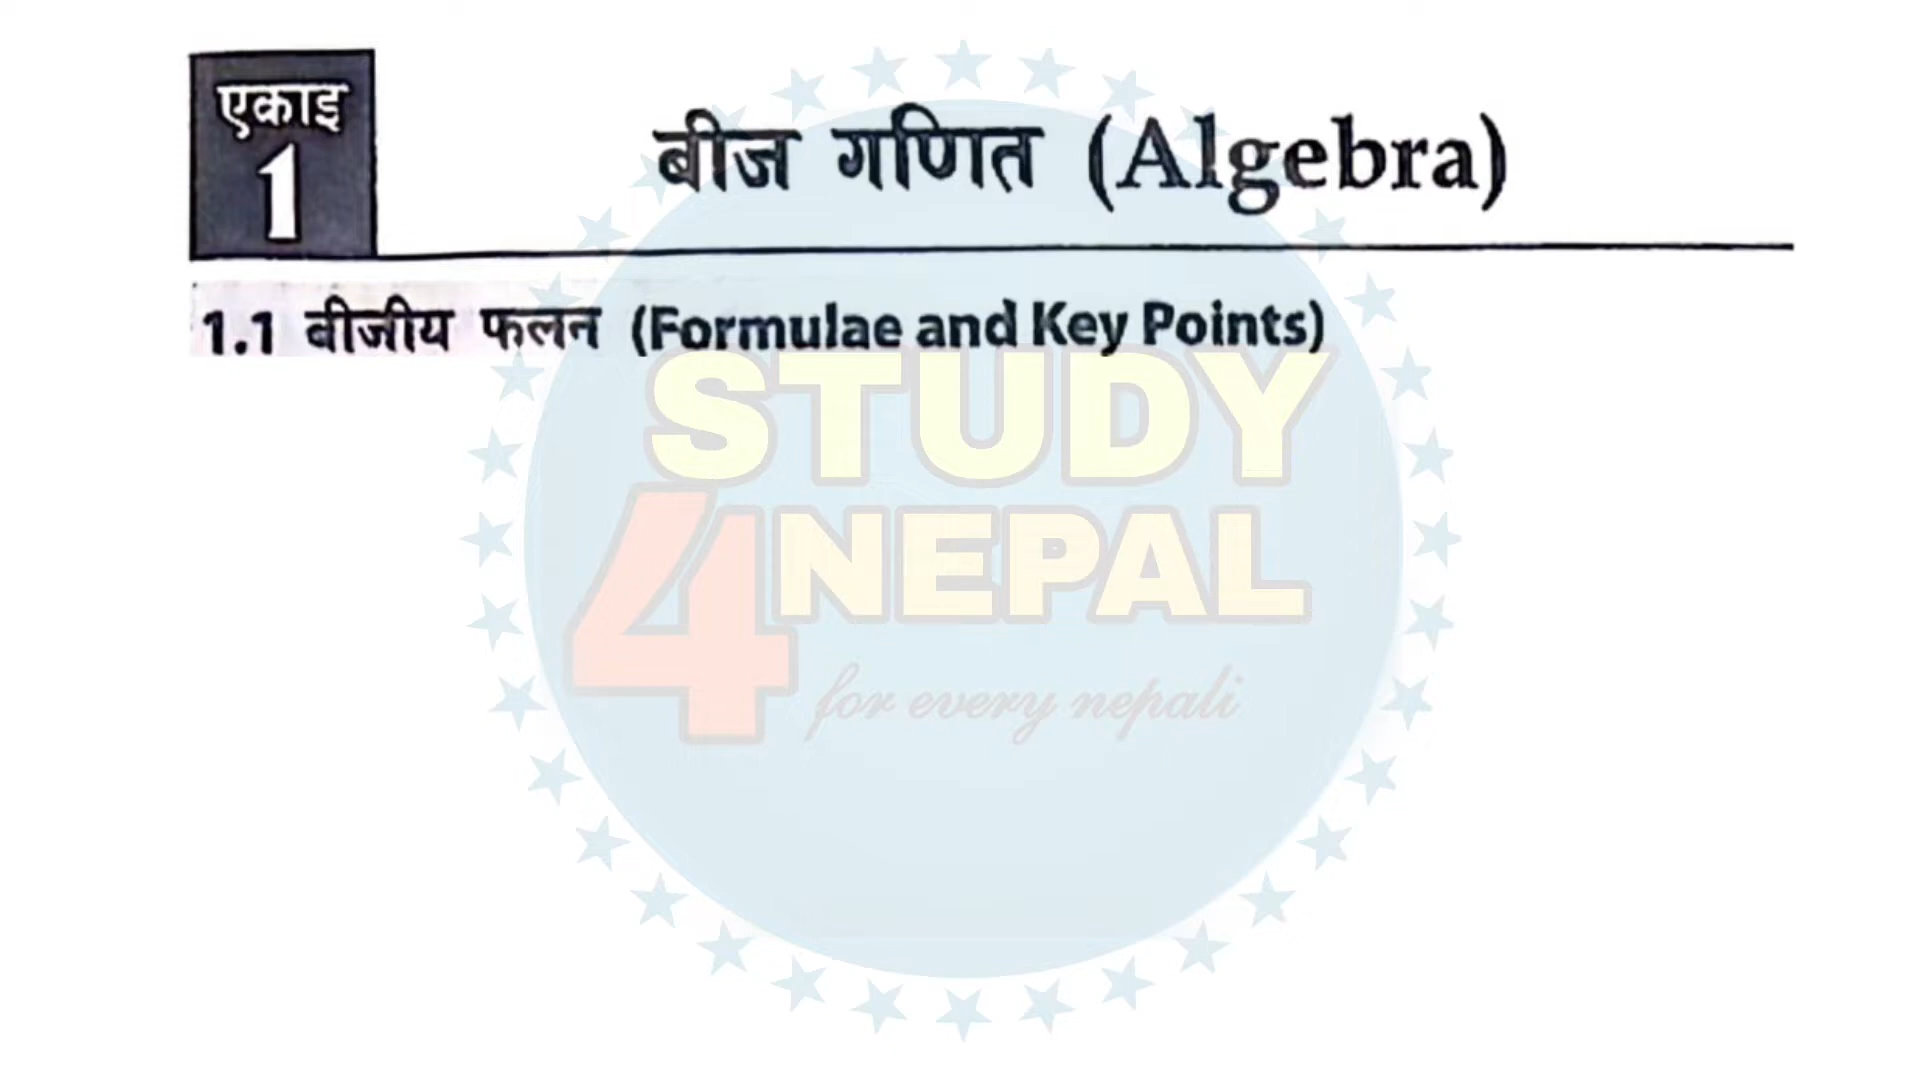 एकाइ
1
बीज गणित (Algebra)
1.1 बीजीय फलन (Formulae and Key Points)
STUDY
4NEPAL
for every nepali